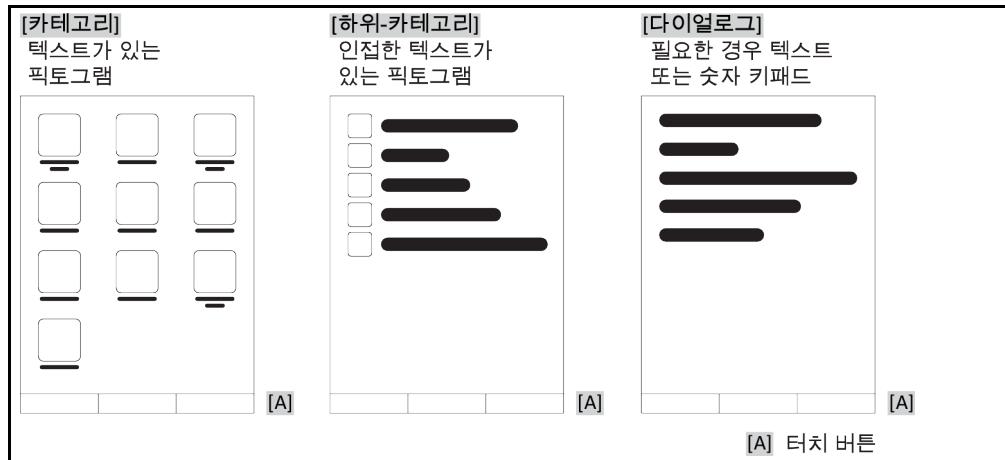 [카테고리]
텍스트가 있는
픽토그램
[하위-카테고리]
인접한 텍스트가
있는 픽토그램
[다이얼로그]
필요한 경우 텍스트
또는 숫자 키패드
[A]
[A]
[A]
[A] 터치 버튼